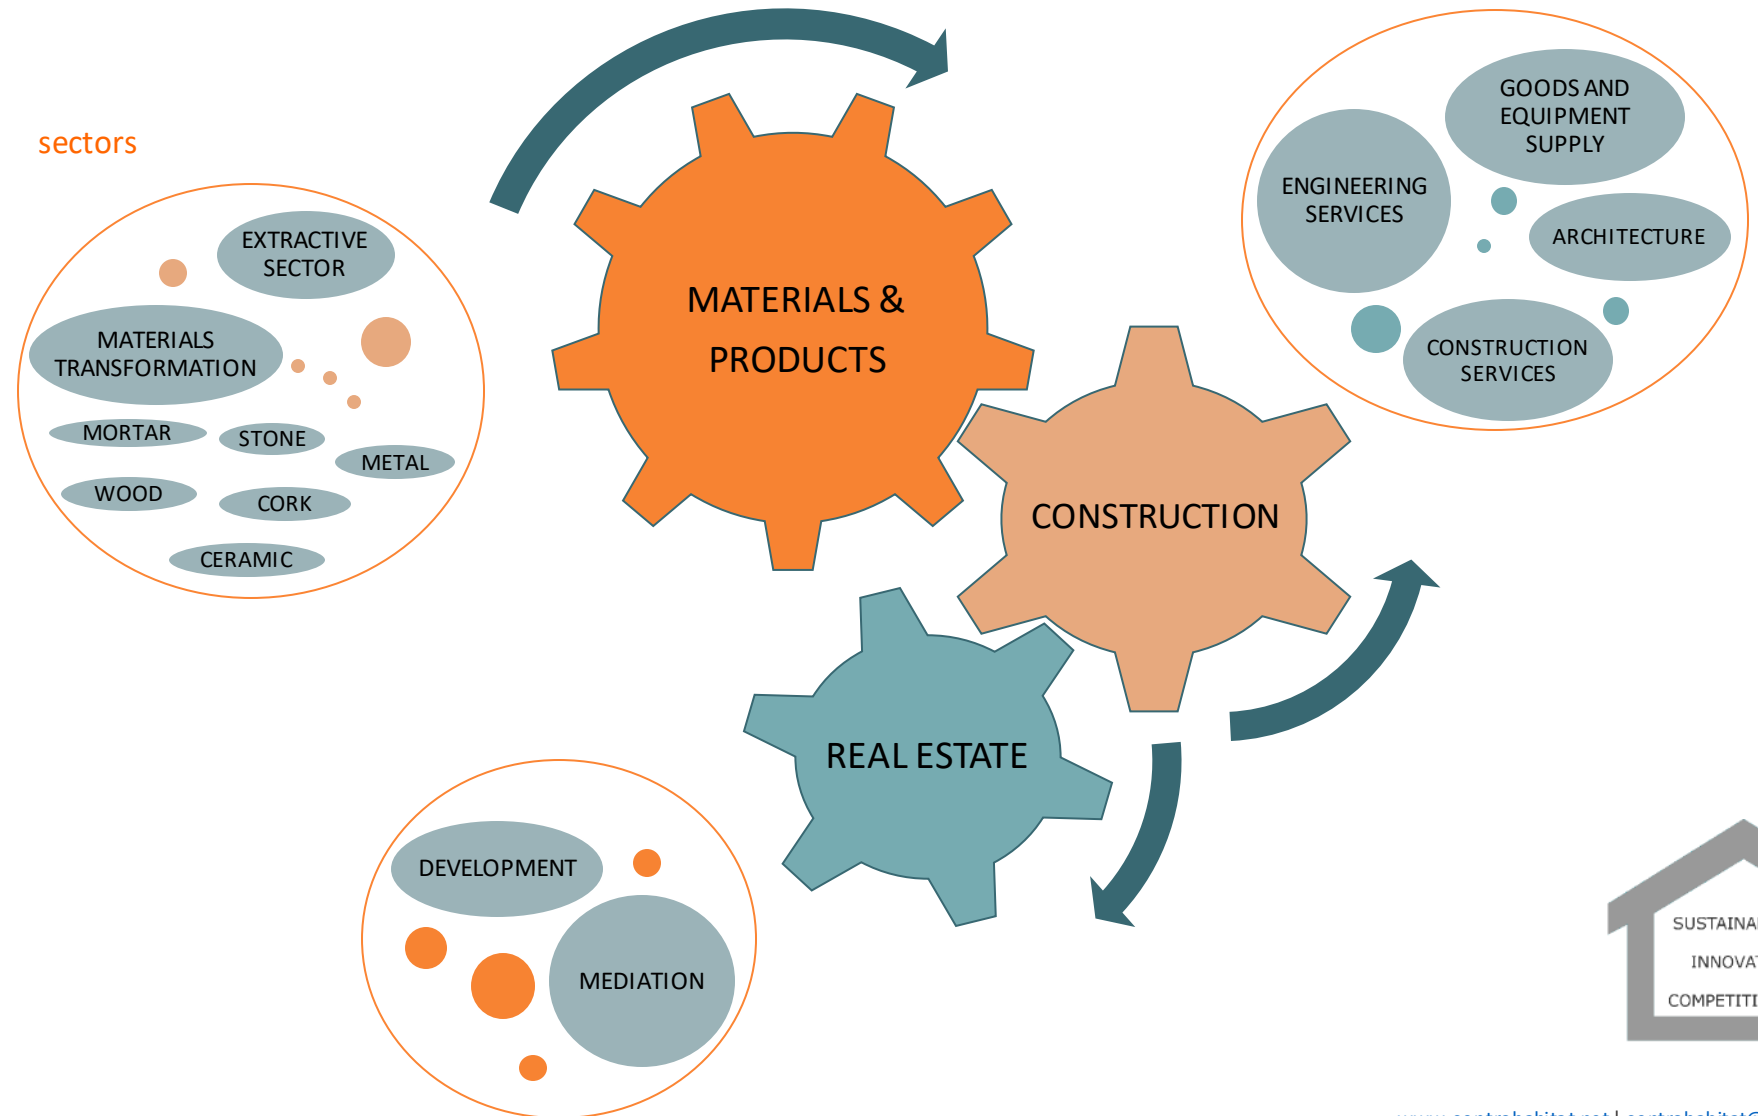 sectors
EXTRACTIVE
SECTOR
MATERIALS
TRANSFORMATION
MORTAR
STONE
METAL
WOOD
CORK
CERAMIC
MATERIALS &
PRODUCTS
CONSTRUCTION
REAL ESTATE
GOODS AND
EQUIPMENT
SUPPLY
ENGINEERING
SERVICES
ARCHITECTURE
CONSTRUCTION
SERVICES
DEVELOPMENT
MEDIATION